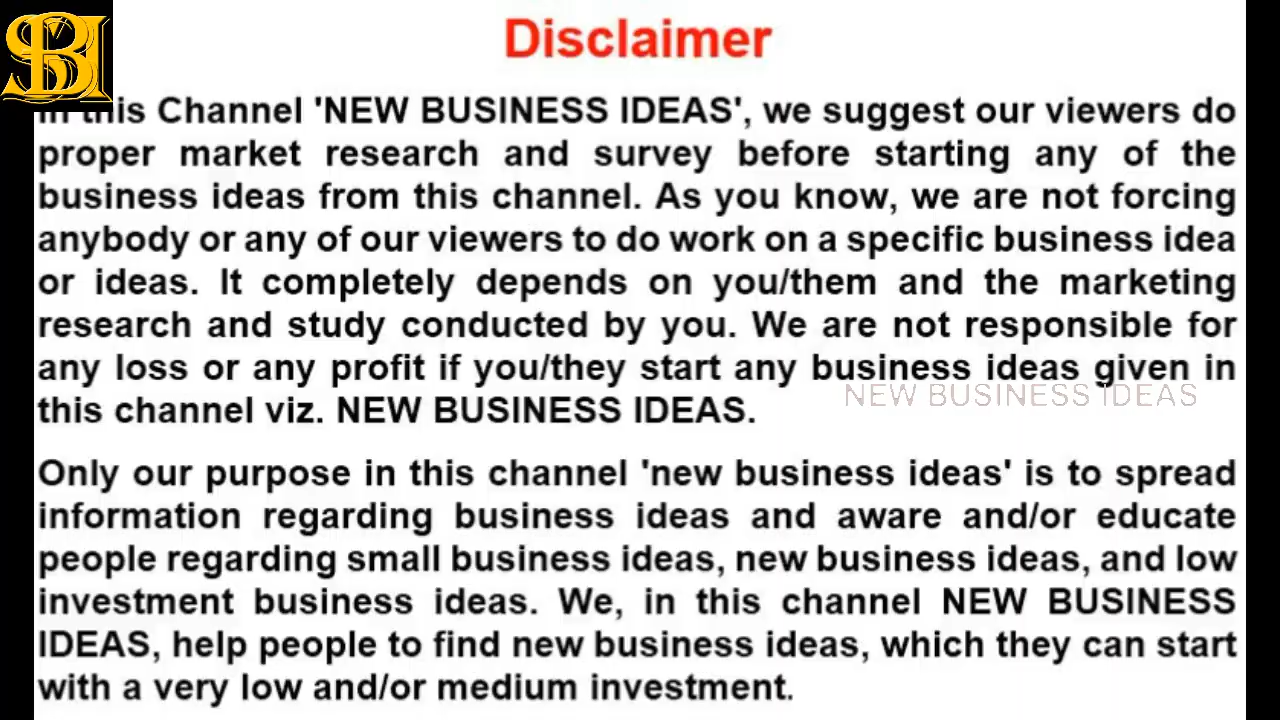 Disclaimer
In this Channel 'NEW BUSINESS IDEAS', we suggest our viewers do
proper market research and survey before starting any of the
business ideas from this channel. As you know, we are not forcing
anybody or any of our viewers to do work on a specific business idea
or ideas. It completely depends on you/them and the marketing
research and study conducted by you. We are not responsible for
any loss or any profit if you/they start any business ideas given in
this channel viz. NEW BUSINESS IDEAS.
NEW BUSINESS IDEAS
Only our purpose in this channel 'new business ideas' is to spread
information regarding business ideas and aware and/or educate
people regarding small business ideas, new business ideas, and low
investment business ideas. We, in this channel NEW BUSINESS
IDEAS, help people to find new business ideas, which they can start
with a very low and/or medium investment.